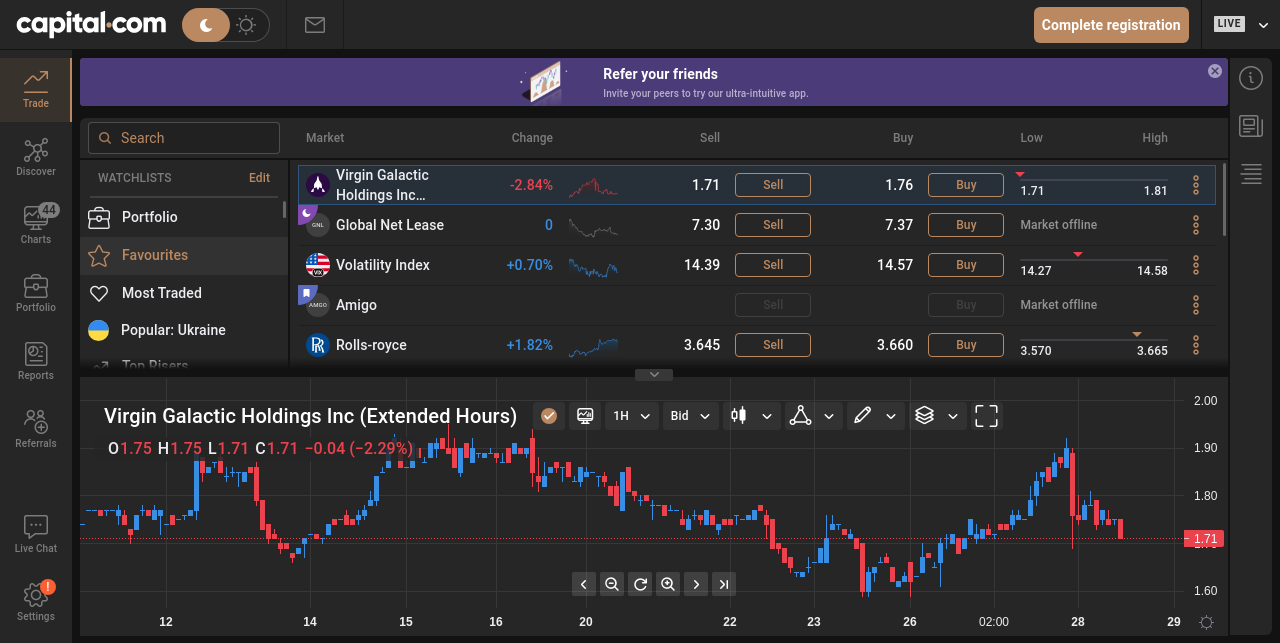 capital.com
Complete registration
LIVE
Refer your friends
Invite your peers to try our ultra-intuitive app.
Trade
Discover
44
Charts
Portfolio
Reports
Referrals
Live Chat
!
Settings
Search
WATCHLISTS Edit
Portfolio
Favourites
Most Traded
Popular: Ukraine
Top Risers
Market Change Sell Buy Low High
Virgin Galactic
Holdings Inc... -2.84% 1.71 Sell 1.76 Buy 1.71 1.81
GNL Global Net Lease 0 7.30 Sell 7.37 Buy Market offline
VIX Volatility Index +0.70% 14.39 Sell 14.57 Buy 14.27 14.58
AMGO Amigo Sell Buy Market offline
Rolls-royce +1.82% 3.645 Sell 3.660 Buy 3.570 3.665
Virgin Galactic Holdings Inc (Extended Hours) 1H Bid
O1.75 H1.75 L1.71 C1.71 −0.04 (−2.29%)
2.00
1.90
1.80
1.71
1.60
12 14 15 16 20 22 23 26 02:00 28 29